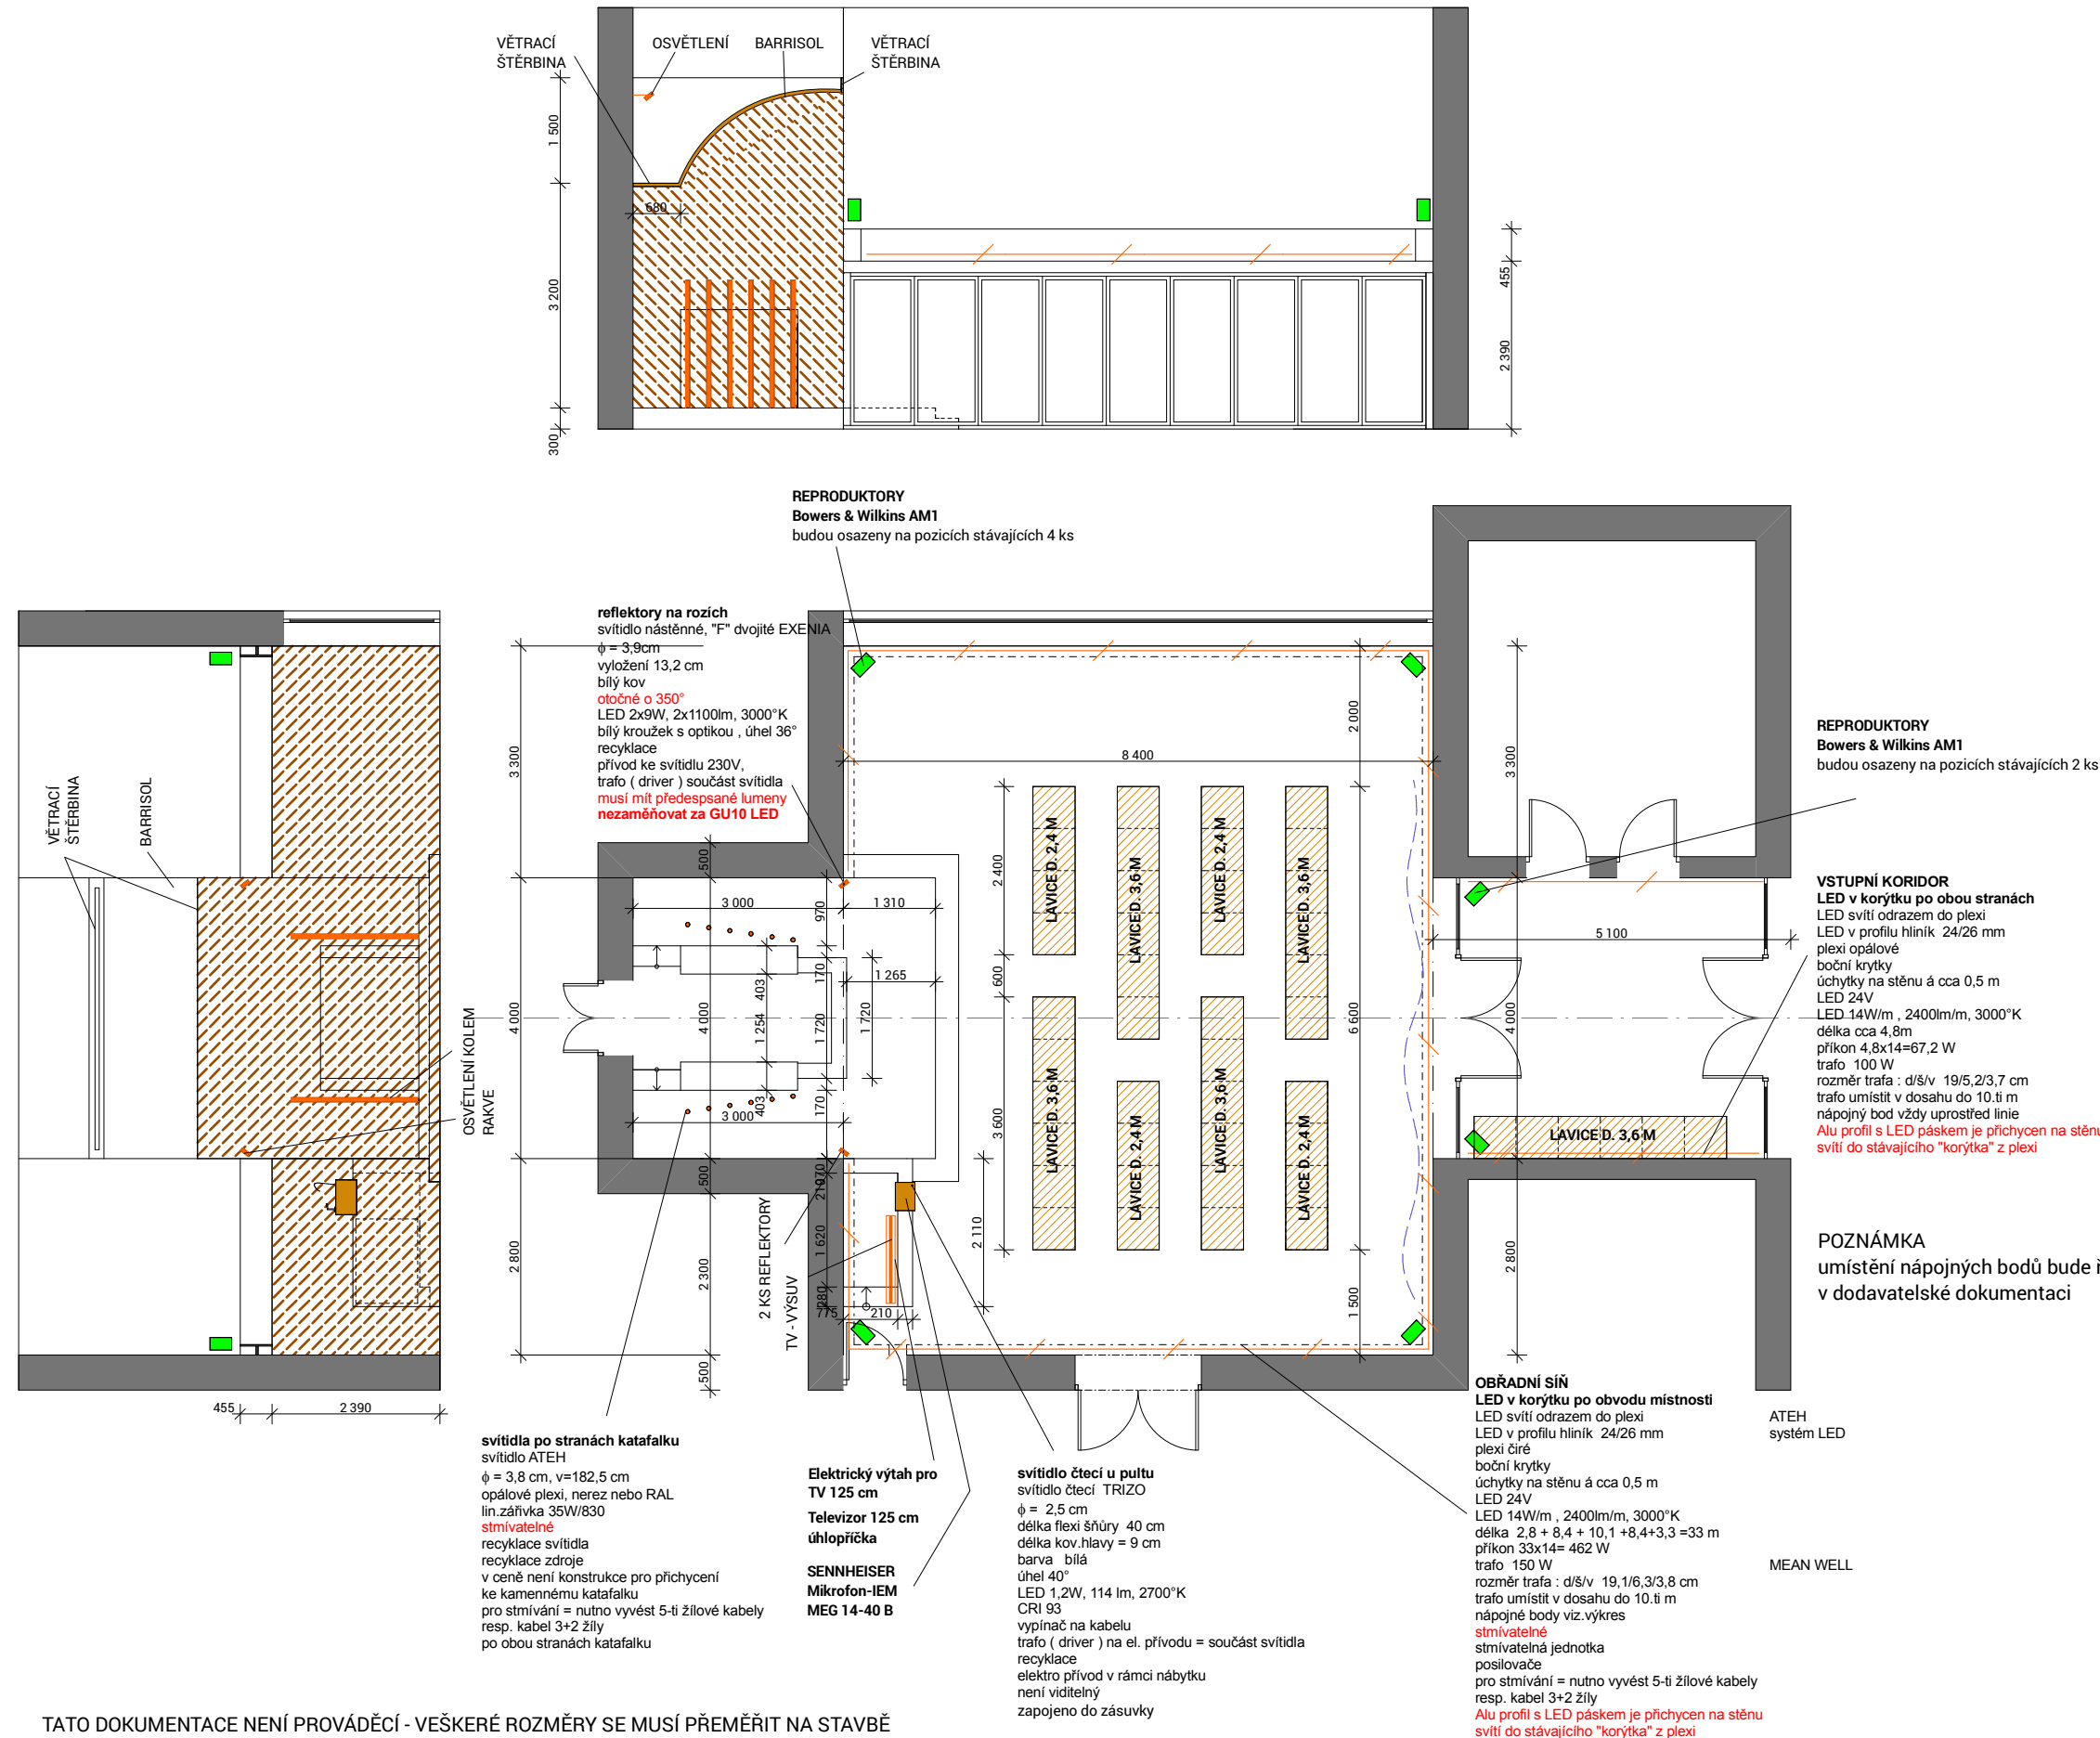 VĚTRACÍ
ŠTĚRBINA
OSVĚTLENÍ
BARRISOL
VĚTRACÍ
ŠTĚRBINA
1 500
680
3 200
300
455
2 390
REPRODUKTORY
Bowers & Wilkins AM1
budou osazeny na pozicích stávajících 4 ks
reflektory na rozích
svítidlo nástěnné, "F" dvojité EXENIA
ϕ = 3,9cm
vyložení 13,2 cm
bílý kov
otočné o 350°
LED 2x9W, 2x1100lm, 3000°K
bílý kroužek s optikou , úhel 36°
recyklace
přívod ke svítidlu 230V,
trafo ( driver ) součást svítidla
musí mít předespsané lumeny
nezaměňovat za GU10 LED
VĚTRACÍ
ŠTĚRBINA
BARRISOL
OSVĚTLENÍ KOLEM
RAKVE
455
2 390
3 300
4 000
2 800
500
4 000
500
2 300
500
3 000
1 310
970
170
403
1 254
1 720
1 720
1 265
403
170
3 000
970
210
1 620
280
775
210
2 110
2 KS REFLEKTORY
TV - VÝSUV
8 400
2 000
2 400
600
3 600
6 600
1 500
LAVICE D. 2,4 M
LAVICE D. 3,6 M
LAVICE D. 2,4 M
LAVICE D. 3,6 M
LAVICE D. 3,6 M
LAVICE D. 2,4 M
LAVICE D. 3,6 M
LAVICE D. 2,4 M
3 300
5 100
4 000
2 800
LAVICE D. 3,6 M
REPRODUKTORY
Bowers & Wilkins AM1
budou osazeny na pozicích stávajících 2 ks
VSTUPNÍ KORIDOR
LED v korýtku po obou stranách
LED svítí odrazem do plexi
LED v profilu hliník 24/26 mm
plexi opálové
boční krytky
úchytky na stěnu á cca 0,5 m
LED 24V
LED 14W/m , 2400lm/m, 3000°K
délka cca 4,8m
příkon 4,8x14=67,2 W
trafo 100 W
rozměr trafa : d/š/v 19/5,2/3,7 cm
trafo umístit v dosahu do 10.ti m
nápojný bod vždy uprostřed linie
Alu profil s LED páskem je přichycen na stěnu
svítí do stávajícího "korýtka" z plexi
POZNÁMKA
umístění nápojných bodů bude
v dodavatelské dokumentaci
svítidla po stranách katafalku
svítidlo ATEH
ϕ = 3,8 cm, v=182,5 cm
opálové plexi, nerez nebo RAL
lin.zářivka 35W/830
stmívatelné
recyklace svítidla
recyklace zdroje
v ceně není konstrukce pro přichycení
ke kamennému katafalku
pro stmívání = nutno vyvést 5-ti žílové kabely
resp. kabel 3+2 žíly
po obou stranách katafalku
Elektrický výtah pro
TV 125 cm
Televizor 125 cm
úhlopříčka
SENNHEISER
Mikrofon-IEM
MEG 14-40 B
svítidlo čtecí u pultu
svítidlo čtecí TRIZO
ϕ = 2,5 cm
délka flexi šňůry 40 cm
délka kov.hlavy = 9 cm
barva bílá
úhel 40°
LED 1,2W, 114 lm, 2700°K
CRI 93
vypínač na kabelu
trafo ( driver ) na el. přívodu = součást svítidla
recyklace
elektro přívod v rámci nábytku
není viditelný
zapojeno do zásuvky
OBŘADNÍ SÍŇ
LED v korýtku po obvodu místnosti
LED svítí odrazem do plexi
LED v profilu hliník 24/26 mm
plexi čiré
boční krytky
úchytky na stěnu á cca 0,5 m
LED 24V
LED 14W/m , 2400lm/m, 3000°K
délka 2,8 + 8,4 + 10,1 +8,4+3,3 =33 m
příkon 33x14= 462 W
trafo 150 W
rozměr trafa : d/š/v 19,1/6,3/3,8 cm
trafo umístit v dosahu do 10.ti m
nápojné body viz.výkres
stmívatelné
stmívatelná jednotka
posilovače
pro stmívání = nutno vyvést 5-ti žílové kabely
resp. kabel 3+2 žíly
Alu profil s LED páskem je přichycen na stěnu
svítí do stávajícího "korýtka" z plexi
ATEH
systém LED
MEAN WELL
TATO DOKUMENTACE NENÍ PROVÁDĚCÍ - VEŠKERÉ ROZMĚRY SE MUSÍ PŘEMĚŘIT NA STAVBĚ